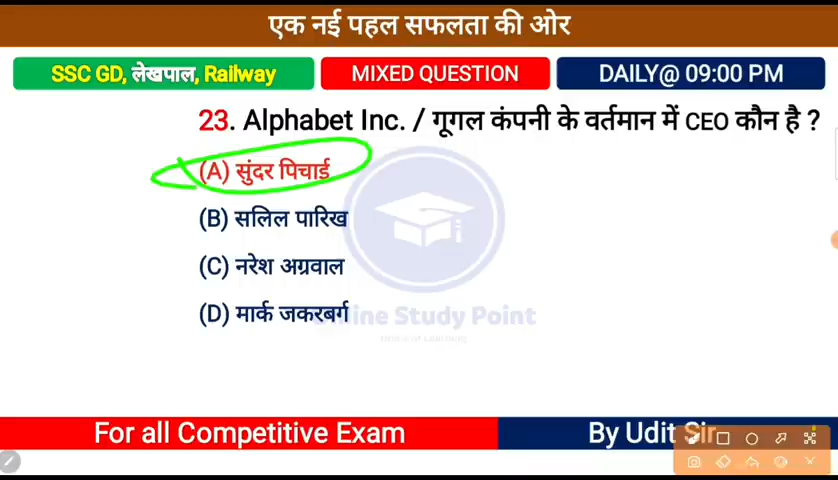 एक नई पहल सफलता की ओर
SSC GD, लेखपाल, Railway
MIXED QUESTION
DAILY@ 09:00 PM
23. Alphabet Inc. / गूगल कंपनी के वर्तमान में CEO कौन है ?
(A) सुंदर पिचाई
(B) सलिल पारिख
(C) नरेश अग्रवाल
(D) मार्क जकरबर्ग
Online Study Point
For all Competitive Exam
By Udit Sir